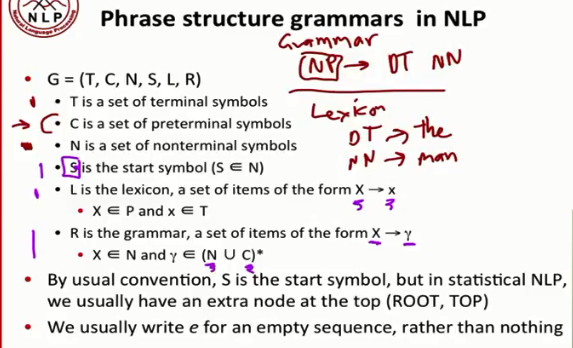 NLP
Phrase structure grammars in NLP
Grammar
NP → DT NN
• G = (T, C, N, S, L, R)
• T is a set of terminal symbols
Lexicon
→ • C is a set of preterminal symbols
DT → the
• N is a set of nonterminal symbols
NN → man
• S is the start symbol (S ∈ N)
• L is the lexicon, a set of items of the form X → x
• X ∈ P and x ∈ T
• R is the grammar, a set of items of the form X → γ
• X ∈ N and γ ∈ (N ∪ C)*
• By usual convention, S is the start symbol, but in statistical NLP,
we usually have an extra node at the top (ROOT, TOP)
• We usually write e for an empty sequence, rather than nothing